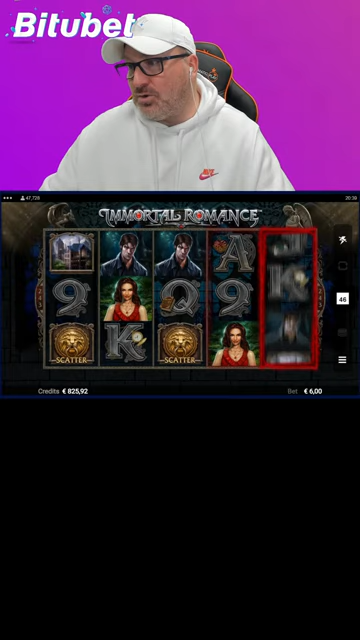 Bitubet
47,728
20:39
IMMORTAL ROMANCE
A
K
9
Q
9
46
SCATTER
K
SCATTER
Credits € 825,92
Bet € 6,00